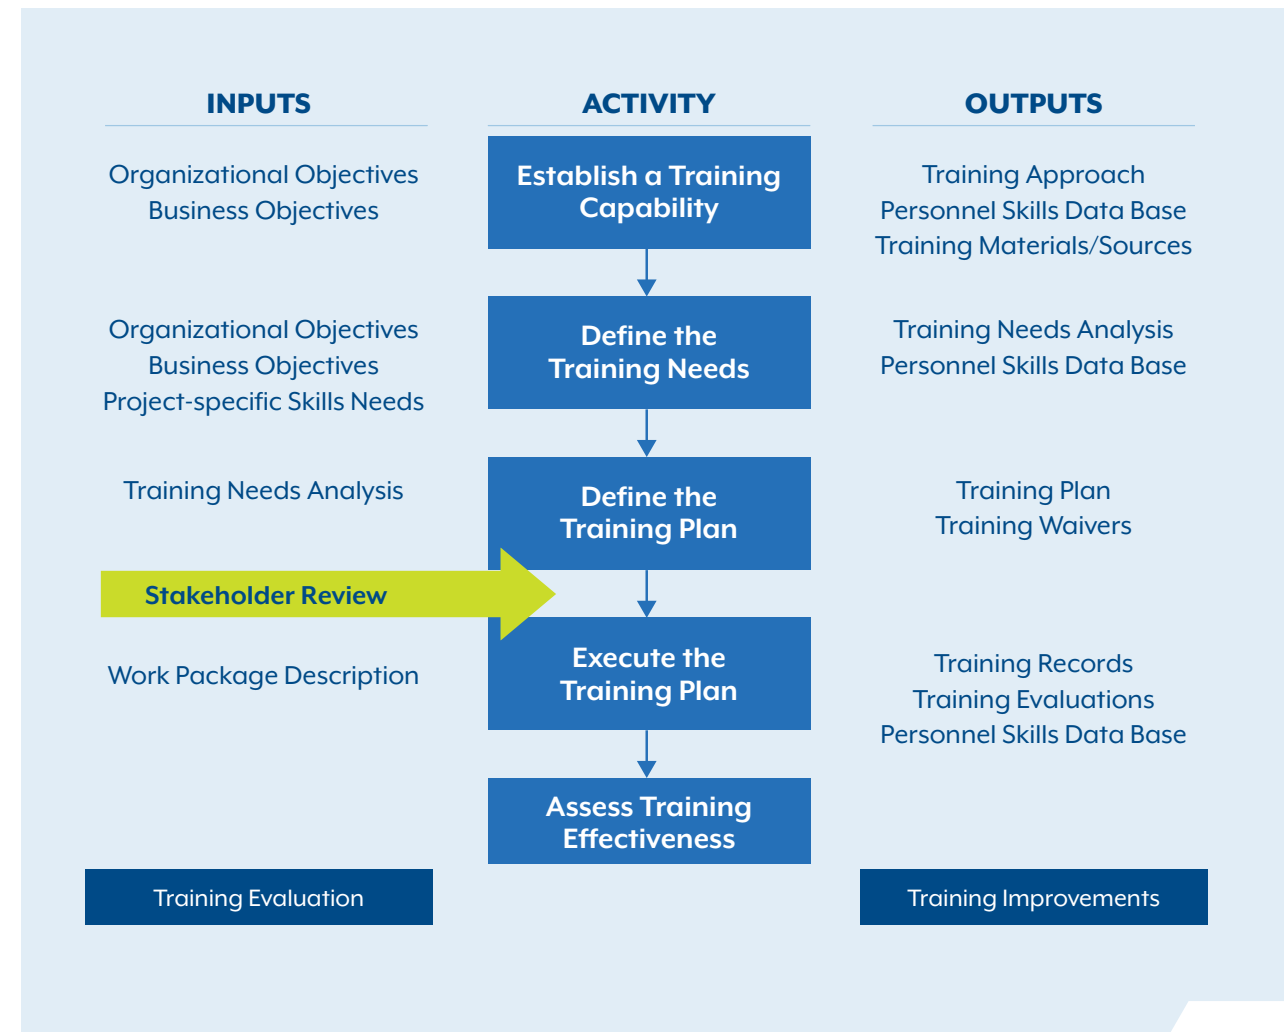 INPUTS
ACTIVITY
OUTPUTS
Organizational Objectives
Business Objectives
Establish a Training
Capability
Training Approach
Personnel Skills Data Base
Training Materials/Sources
Organizational Objectives
Business Objectives
Project-specific Skills Needs
Define the
Training Needs
Training Needs Analysis
Personnel Skills Data Base
Training Needs Analysis
Define the
Training Plan
Training Plan
Training Waivers
Stakeholder Review
Work Package Description
Execute the
Training Plan
Training Records
Training Evaluations
Personnel Skills Data Base
Assess Training
Effectiveness
Training Evaluation
Training Improvements